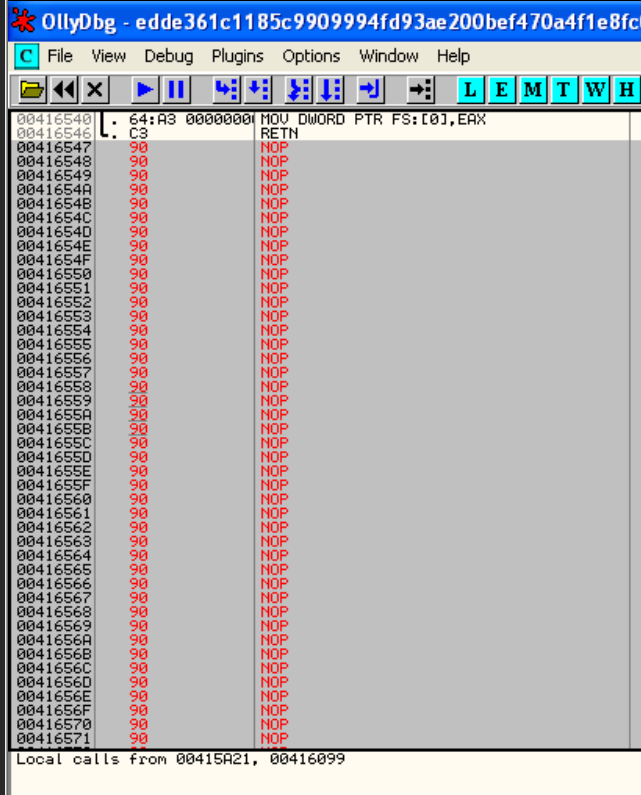 OllyDbg - edde361c1185c9909994fd93ae200bef470a4f1e8fc
C File View Debug Plugins Options Window Help
L E M T W H
00416540 . 64:A3 0000000 MOV DWORD PTR FS:[0],EAX
00416546 . C3 RETN
00416547 90 NOP
00416548 90 NOP
00416549 90 NOP
0041654A 90 NOP
0041654B 90 NOP
0041654C 90 NOP
0041654D 90 NOP
0041654E 90 NOP
0041654F 90 NOP
00416550 90 NOP
00416551 90 NOP
00416552 90 NOP
00416553 90 NOP
00416554 90 NOP
00416555 90 NOP
00416556 90 NOP
00416557 90 NOP
00416558 90 NOP
00416559 90 NOP
0041655A 90 NOP
0041655B 90 NOP
0041655C 90 NOP
0041655D 90 NOP
0041655E 90 NOP
0041655F 90 NOP
00416560 90 NOP
00416561 90 NOP
00416562 90 NOP
00416563 90 NOP
00416564 90 NOP
00416565 90 NOP
00416566 90 NOP
00416567 90 NOP
00416568 90 NOP
00416569 90 NOP
0041656A 90 NOP
0041656B 90 NOP
0041656C 90 NOP
0041656D 90 NOP
0041656E 90 NOP
0041656F 90 NOP
00416570 90 NOP
00416571 90 NOP
Local calls from 00415A21, 00416099